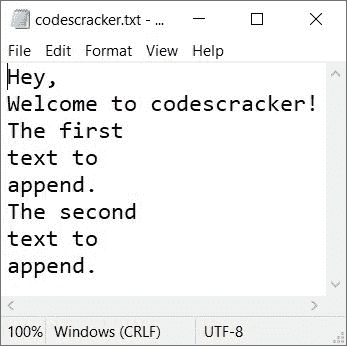 codescracker.txt - ...
File Edit Format View Help
Hey,
Welcome to codescracker!
The first
text to
append.
The second
text to
append.
100% Windows (CRLF) UTF-8